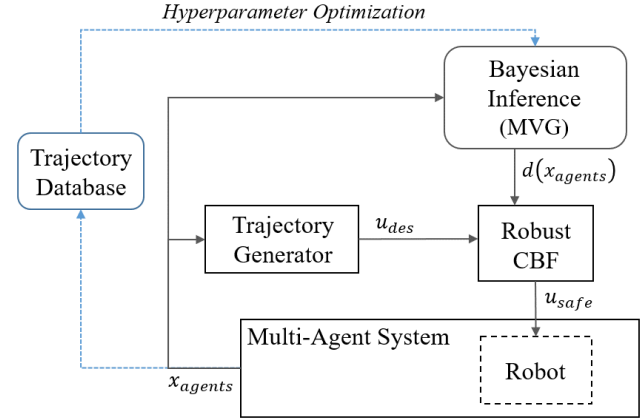 Hyperparameter Optimization
Bayesian
Inference
(MVG)
Trajectory
Database
d(x_agents)
Trajectory
Generator
u_des
Robust
CBF
u_safe
Multi-Agent System
Robot
x_agents